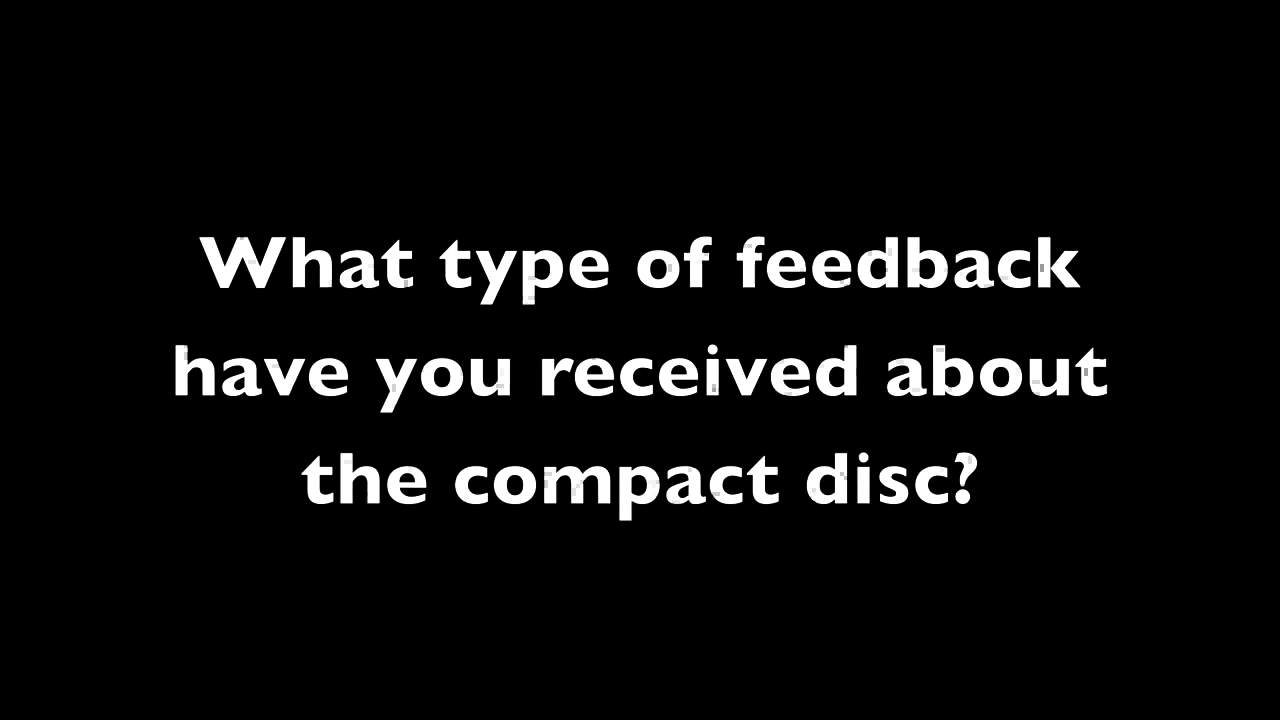 What type of feedback
have you received about
the compact disc?